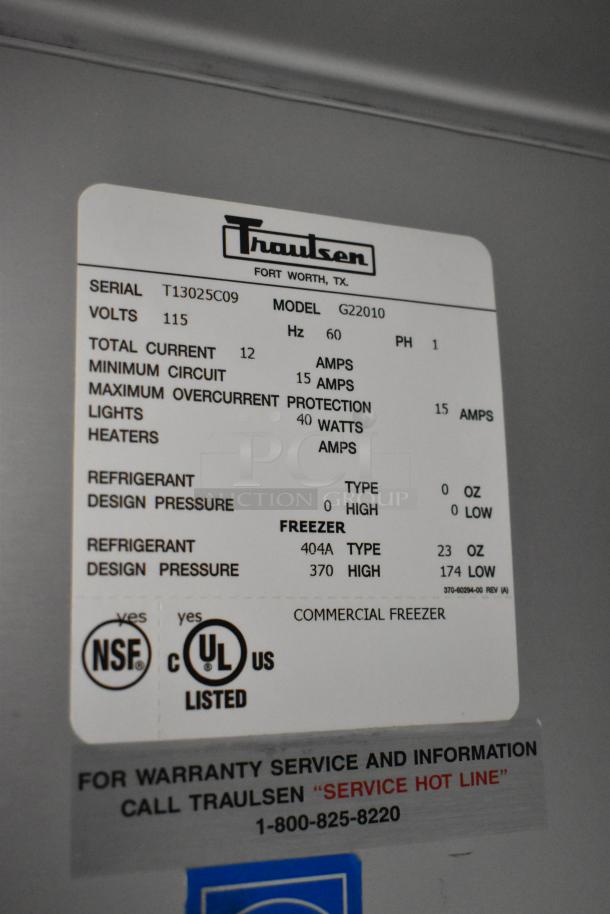 Traulsen
FORT WORTH, TX.
SERIAL T13025C09 MODEL G22010
VOLTS 115 Hz 60 PH 1
TOTAL CURRENT 12 AMPS
MINIMUM CIRCUIT 15 AMPS
MAXIMUM OVERCURRENT PROTECTION 15 AMPS
LIGHTS 40 WATTS
HEATERS AMPS
PCI
AUCTION GROUP
REFRIGERANT TYPE 0 OZ
DESIGN PRESSURE 0 HIGH 0 LOW
FREEZER
REFRIGERANT 404A TYPE 23 OZ
DESIGN PRESSURE 370 HIGH 174 LOW
370-60294-00 REV (A)
yes yes COMMERCIAL FREEZER
NSF®
C UL® US
LISTED
FOR WARRANTY SERVICE AND INFORMATION
CALL TRAULSEN "SERVICE HOT LINE"
1-800-825-8220